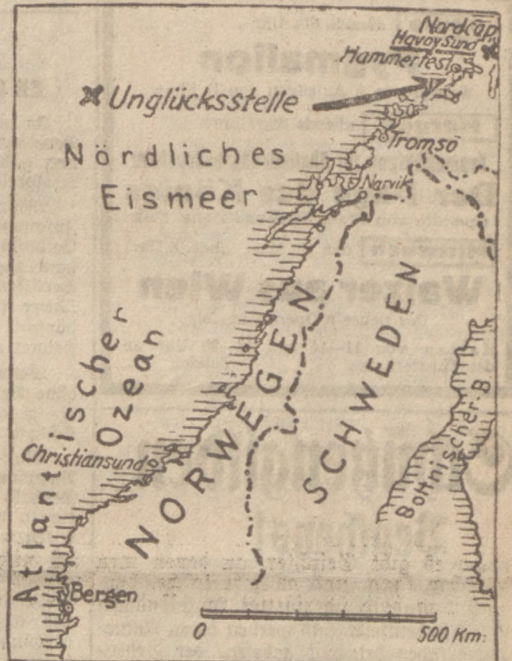 Nordcap
Havoysund
Hammerfest
Unglücksstelle
Tromsö
Nördliches
Eismeer
Narvik
NORWEGEN
SCHWEDEN
Atlantischer
Ozean
Christiansund
Bottnischer-B.
Bergen
0 500 Km.